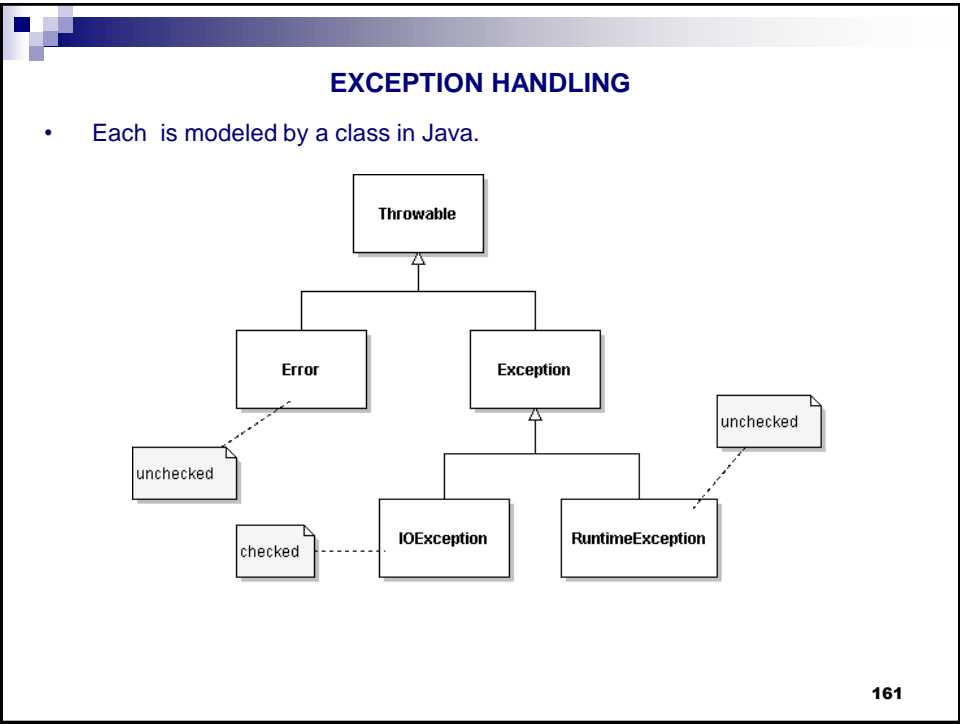 EXCEPTION HANDLING
• Each  is modeled by a class in Java.
Throwable
Error
Exception
unchecked
unchecked
IOException
RuntimeException
checked
161